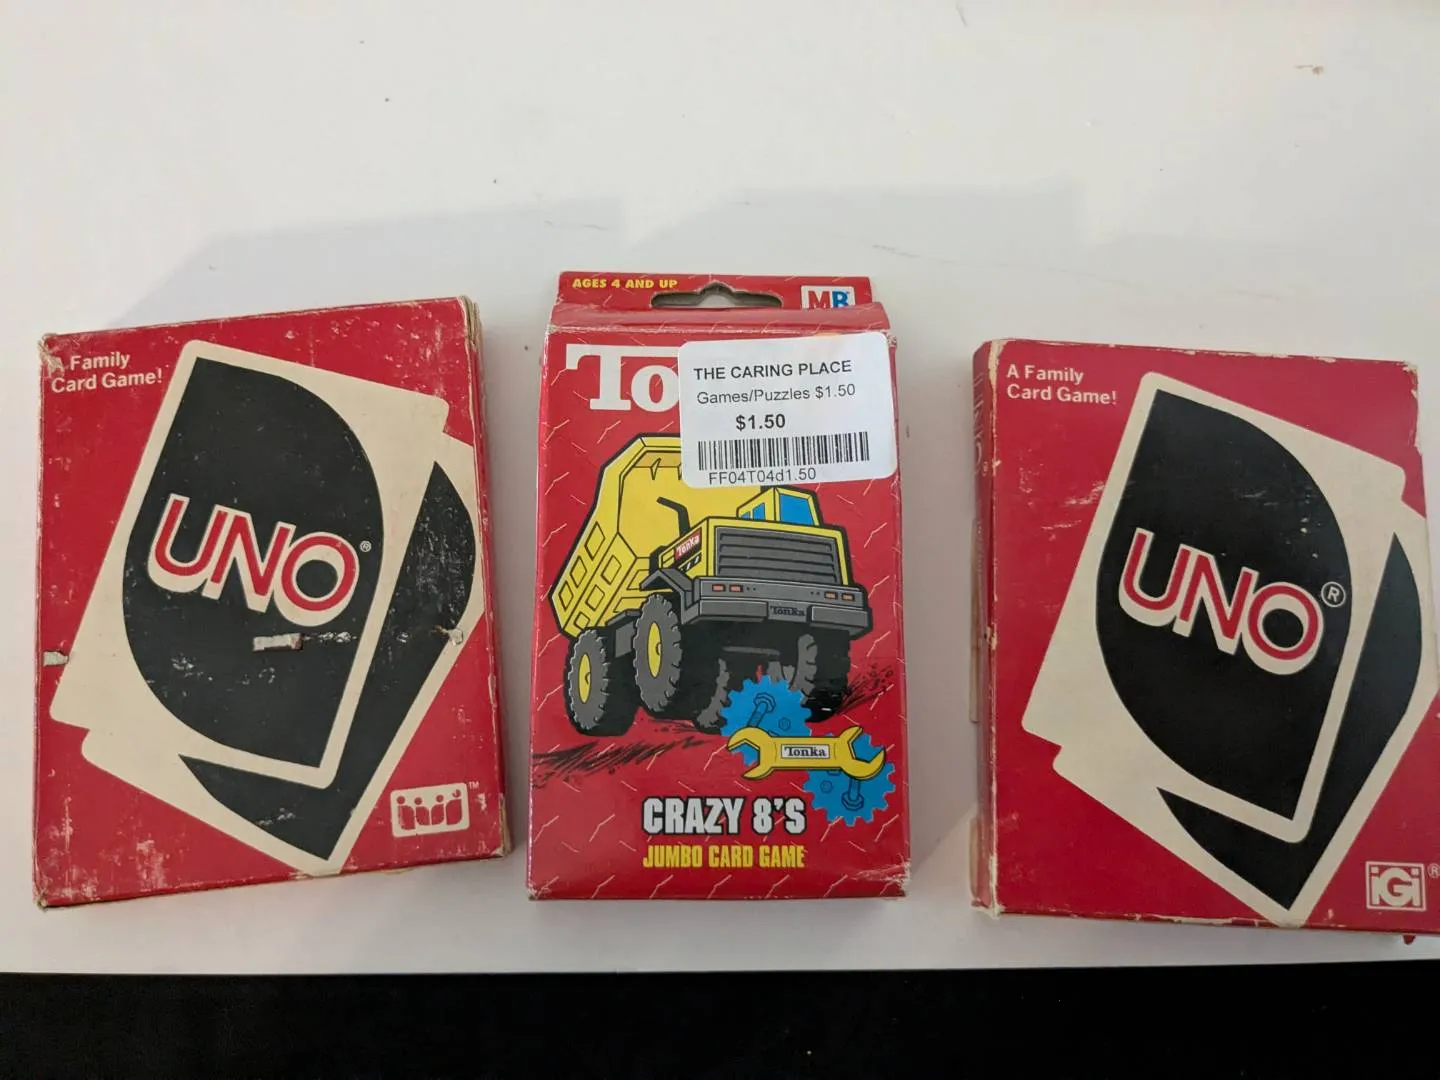 A Family
Card Game!
UNO®
™
AGES 4 AND UP
MB
To
THE CARING PLACE
Games/Puzzles $1.50
$1.50
FF04T04d1.50
Tonka
Tonka
Tonka
CRAZY 8'S
JUMBO CARD GAME
A Family
Card Game!
UNO®
iGi®